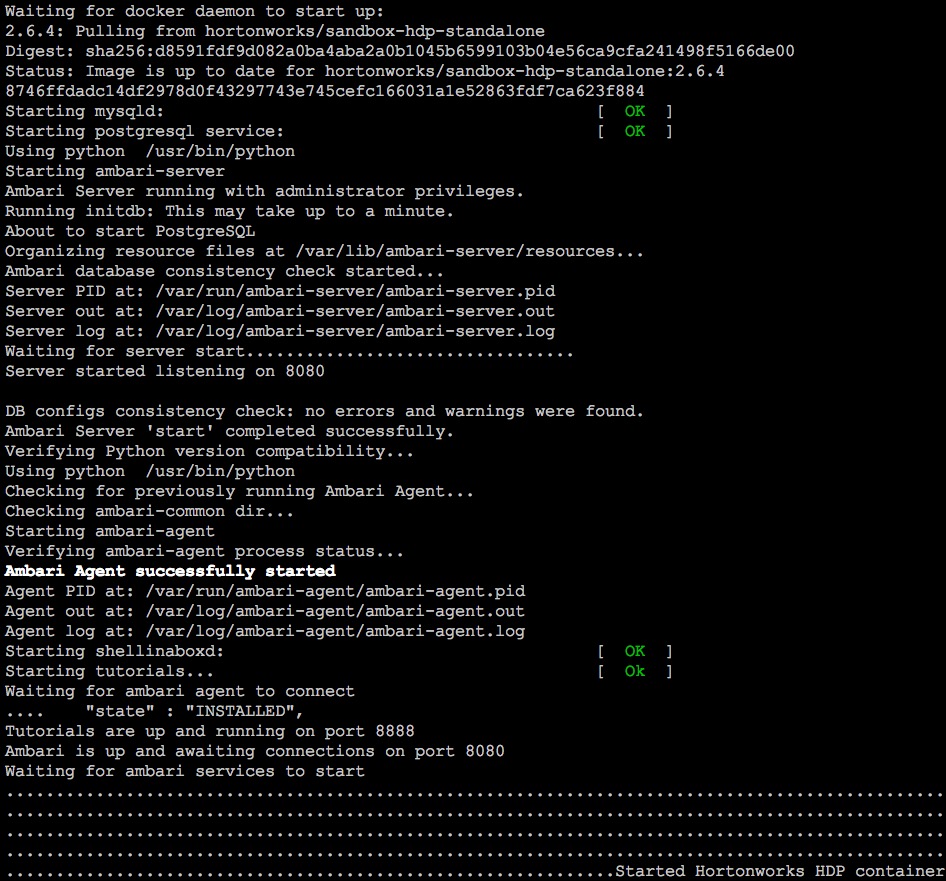 Waiting for docker daemon to start up:
2.6.4: Pulling from hortonworks/sandbox-hdp-standalone
Digest: sha256:d8591fdf9d082a0ba4aba2a0b1045b6599103b04e56ca9cfa241498f5166de00
Status: Image is up to date for hortonworks/sandbox-hdp-standalone:2.6.4
8746ffdadc14df2978d0f43297743e745cefc166031a1e52863fdf7ca623f884
Starting mysqld:                                           [  OK  ]
Starting postgresql service:                               [  OK  ]
Using python  /usr/bin/python
Starting ambari-server
Ambari Server running with administrator privileges.
Running initdb: This may take up to a minute.
About to start PostgreSQL
Organizing resource files at /var/lib/ambari-server/resources...
Ambari database consistency check started...
Server PID at: /var/run/ambari-server/ambari-server.pid
Server out at: /var/log/ambari-server/ambari-server.out
Server log at: /var/log/ambari-server/ambari-server.log
Waiting for server start.................................
Server started listening on 8080

DB configs consistency check: no errors and warnings were found.
Ambari Server 'start' completed successfully.
Verifying Python version compatibility...
Using python  /usr/bin/python
Checking for previously running Ambari Agent...
Checking ambari-common dir...
Starting ambari-agent
Verifying ambari-agent process status...
Ambari Agent successfully started
Agent PID at: /var/run/ambari-agent/ambari-agent.pid
Agent out at: /var/log/ambari-agent/ambari-agent.out
Agent log at: /var/log/ambari-agent/ambari-agent.log
Starting shellinaboxd:                                     [  OK  ]
Starting tutorials...                                      [  Ok  ]
Waiting for ambari agent to connect
....    "state" : "INSTALLED",
Tutorials are up and running on port 8888
Ambari is up and awaiting connections on port 8080
Waiting for ambari services to start
..............................................................................................
..............................................................................................
..............................................................................................
..............................................................................................
.............................................................Started Hortonworks HDP container